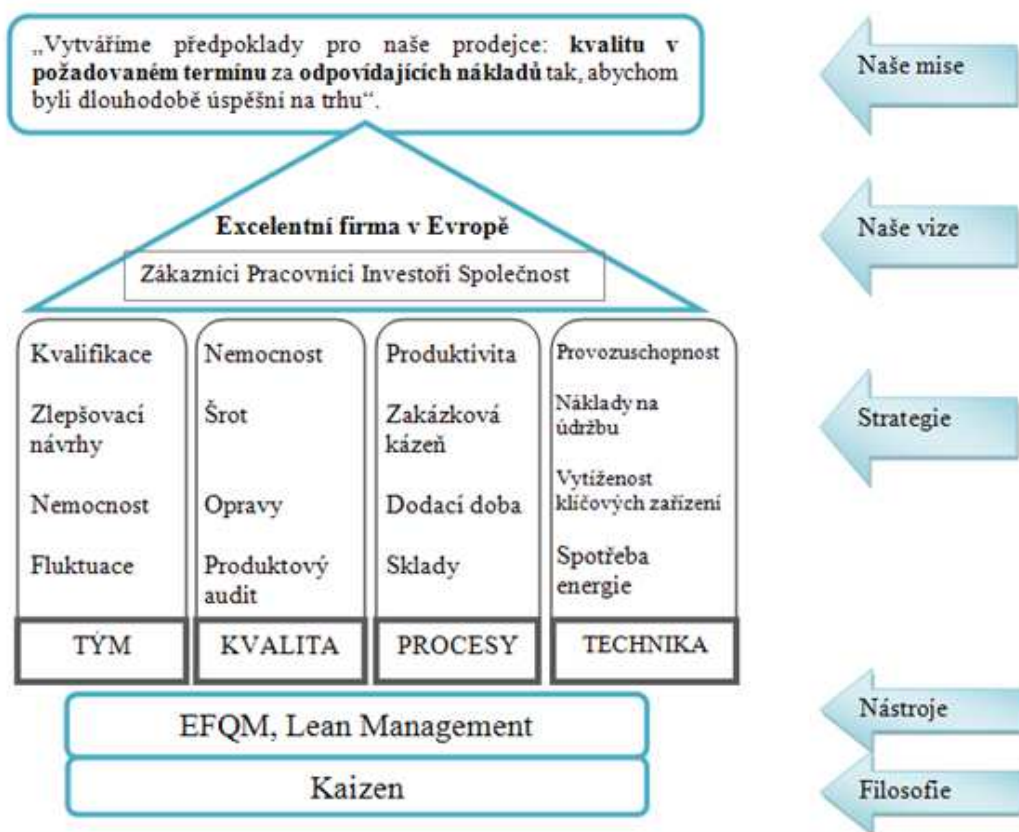 „Vytváříme předpoklady pro naše prodejce: kvalitu v
požadovaném termínu za odpovídajících nákladů tak, abychom
byli dlouhodobě úspěšní na trhu“.
Naše mise
Excelentní firma v Evropě
Zákazníci Pracovníci Investoři Společnost
Naše vize
Kvalifikace
Zlepšovací
návrhy
Nemocnost
Fluktuace
TÝM
Nemocnost
Šrot
Opravy
Produktový
audit
KVALITA
Produktivita
Zakázková
kázeň
Dodací doba
Sklady
PROCESY
Provozuschopnost
Náklady na
údržbu
Vytíženost
klíčových zařízení
Spotřeba
energie
TECHNIKA
Strategie
EFQM, Lean Management
Nástroje
Kaizen
Filosofie